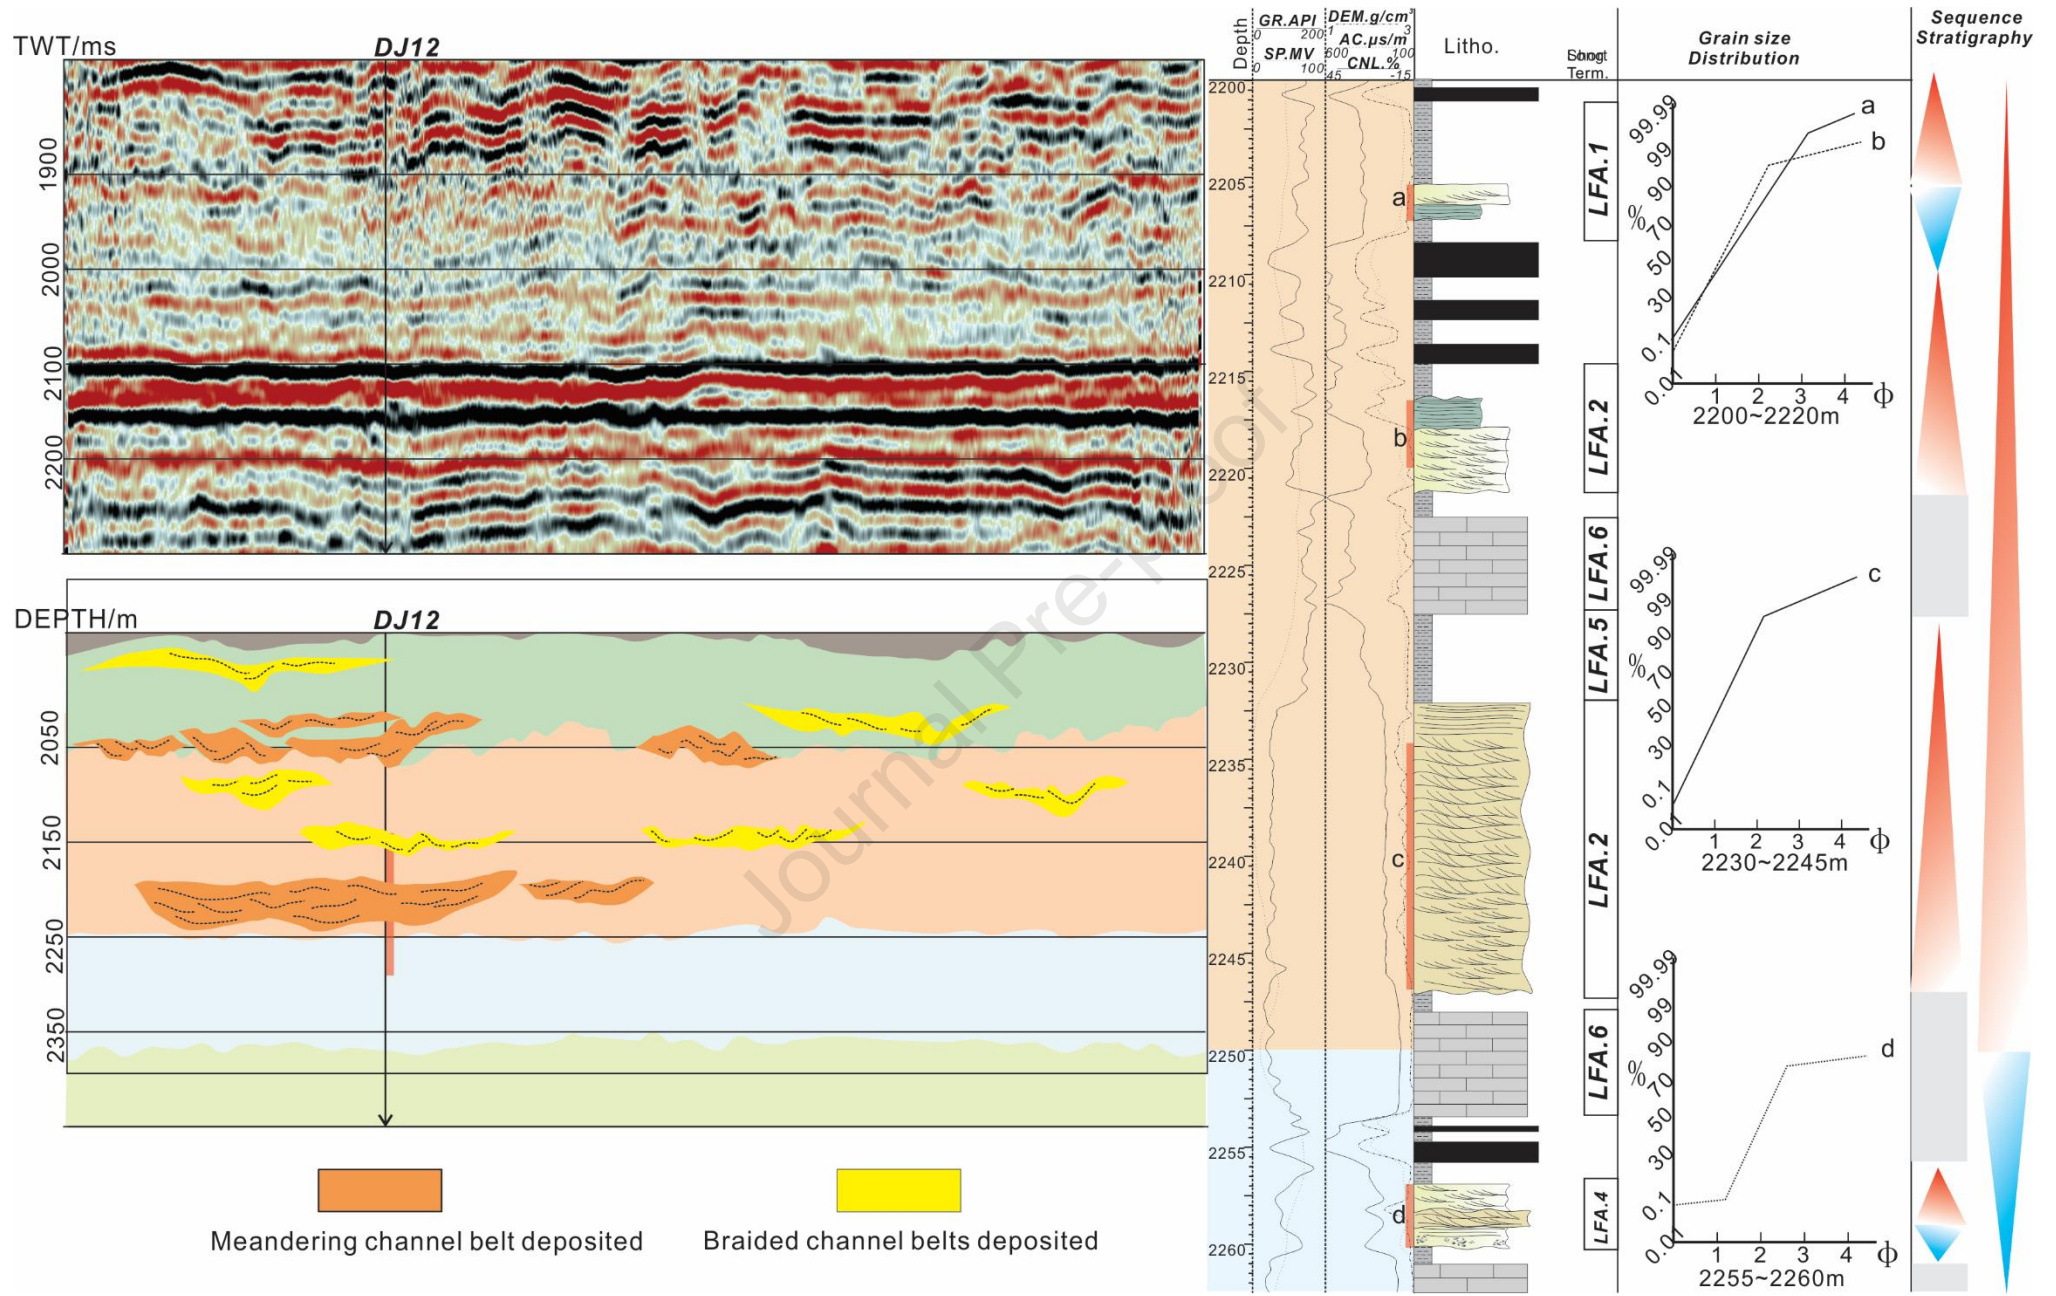 TWT/ms
DJ12
1900
2000
2100
2200
DEPTH/m
DJ12
2050
2150
2250
2350
Meandering channel belt deposited
Braided channel belts deposited
Depth
GR.API
0 200
SP.MV
0 100
DEM.g/cm³
1 3
AC.μs/m
600 100
CNL.%
45 -15
Litho.
Term.
Grain size
Distribution
Sequence
Stratigraphy
2200
2205
2210
2215
2220
2225
2230
2235
2240
2245
2250
2255
2260
a
b
c
d
LFA.1
LFA.2
LFA.6
LFA.5
LFA.2
LFA.6
LFA.4
99.99
99
90
%
70
50
30
0.1
0.01
a
b
1 2 3 4 ϕ
2200~2220m
99.99
99
90
%
70
50
30
0.1
0.01
c
1 2 3 4 ϕ
2230~2245m
99.99
99
90
%
70
50
30
0.1
0.01
d
1 2 3 4 ϕ
2255~2260m
Journal Pre-proof